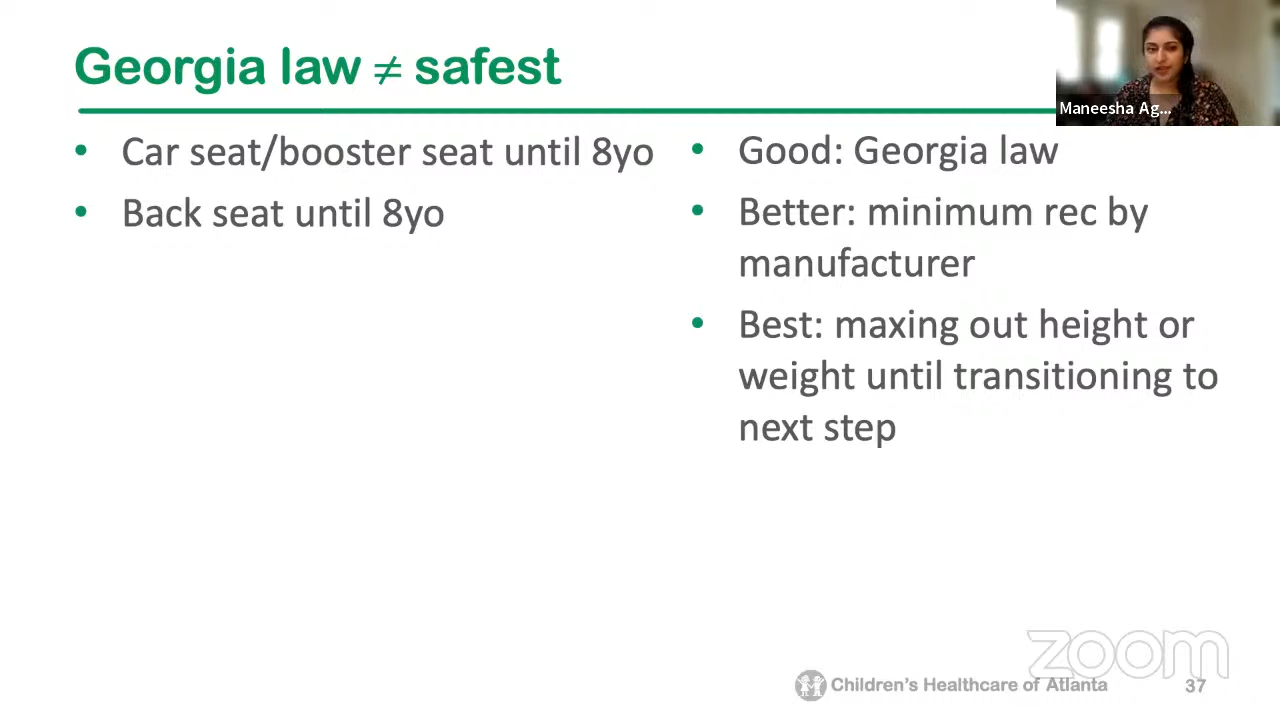 Georgia law ≠ safest
Maneesha Ag...
• Car seat/booster seat until 8yo
• Back seat until 8yo
• Good: Georgia law
• Better: minimum rec by
manufacturer
• Best: maxing out height or
weight until transitioning to
next step
zoom
Children's Healthcare of Atlanta
37